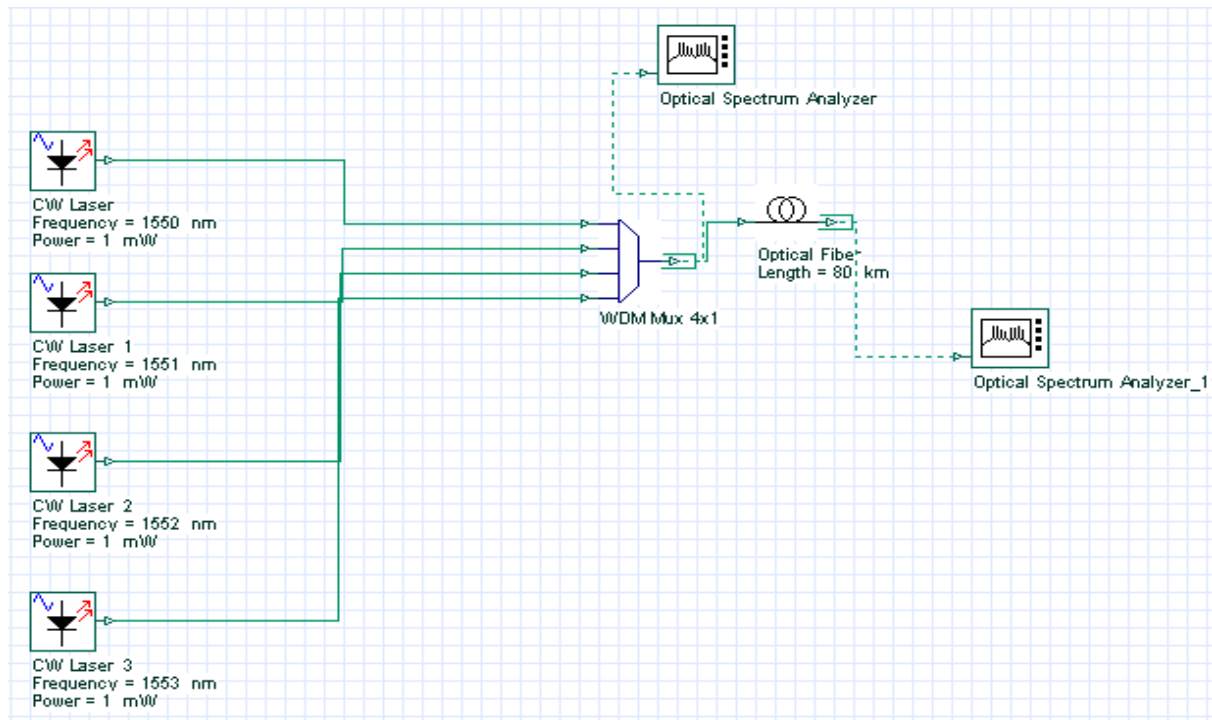 Optical Spectrum Analyzer
CW Laser
Frequency = 1550 nm
Power = 1 mW
CW Laser 1
Frequency = 1551 nm
Power = 1 mW
CW Laser 2
Frequency = 1552 nm
Power = 1 mW
CW Laser 3
Frequency = 1553 nm
Power = 1 mW
WDM Mux 4x1
Optical Fiber
Length = 80 km
Optical Spectrum Analyzer_1